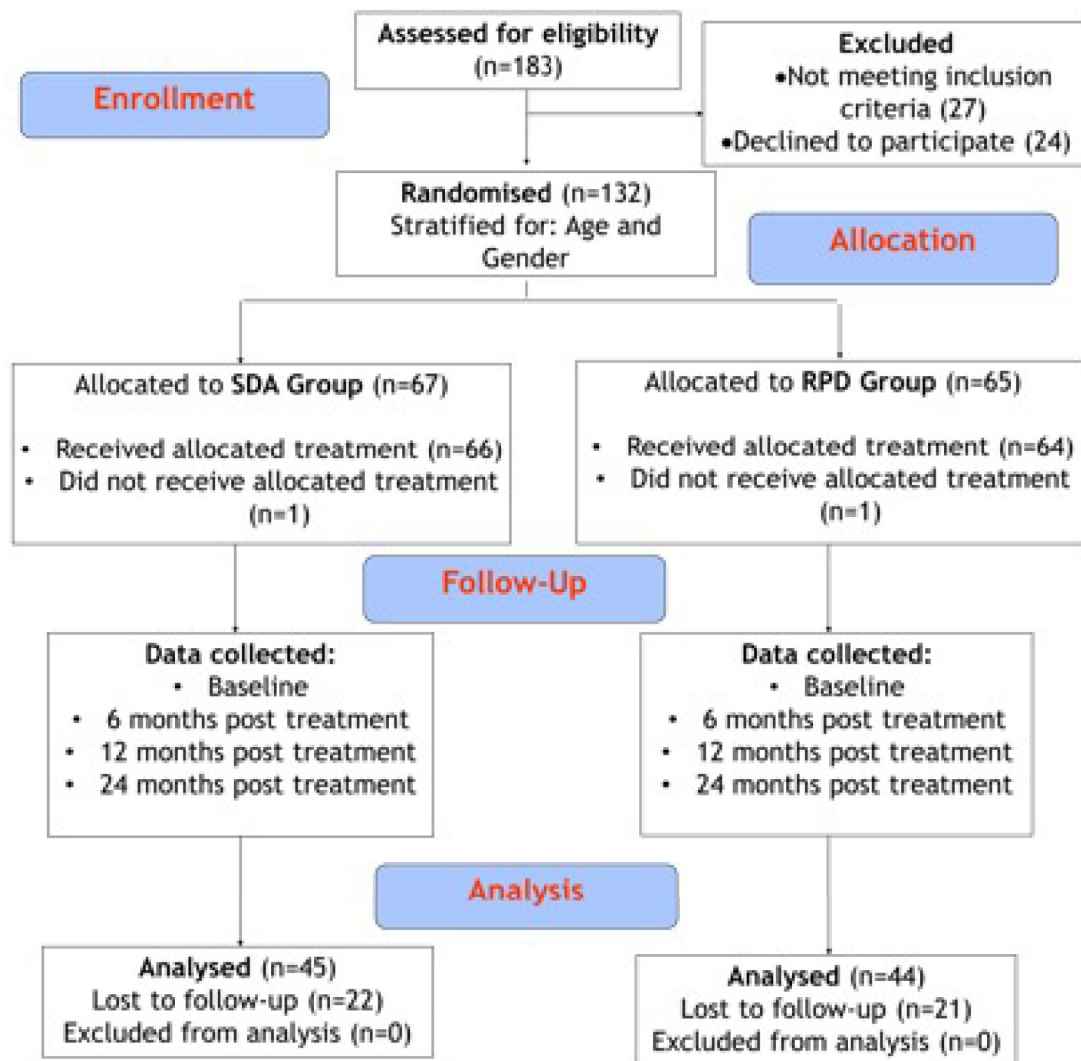 Assessed for eligibility
(n=183)
Excluded
•Not meeting inclusion
criteria (27)
•Declined to participate (24)
Enrollment
Randomised (n=132)
Stratified for: Age and
Gender
Allocation
Allocated to SDA Group (n=67)
• Received allocated treatment (n=66)
• Did not receive allocated treatment
(n=1)
Allocated to RPD Group (n=65)
• Received allocated treatment (n=64)
• Did not receive allocated treatment
(n=1)
Follow-Up
Data collected:
• Baseline
• 6 months post treatment
• 12 months post treatment
• 24 months post treatment
Data collected:
• Baseline
• 6 months post treatment
• 12 months post treatment
• 24 months post treatment
Analysis
Analysed (n=45)
Lost to follow-up (n=22)
Excluded from analysis (n=0)
Analysed (n=44)
Lost to follow-up (n=21)
Excluded from analysis (n=0)